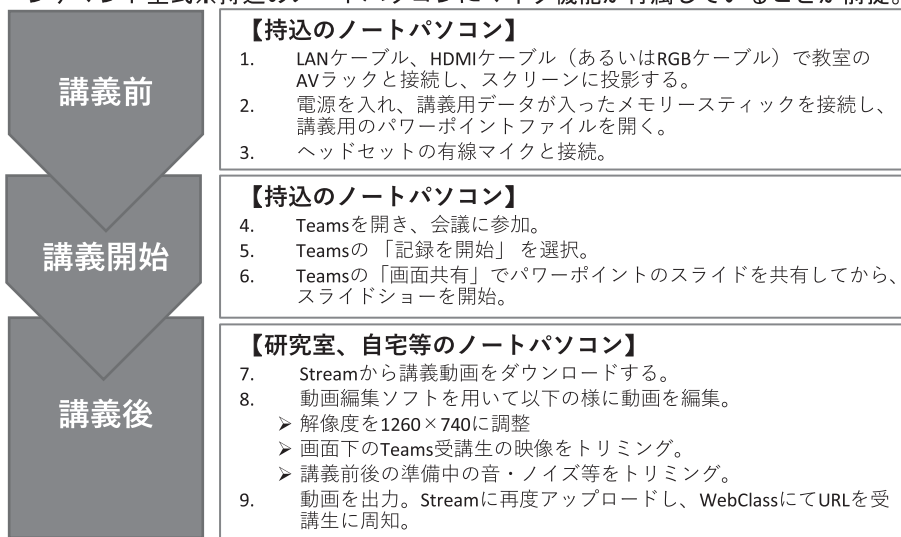 講義前
【持込のノートパソコン】
1. LANケーブル、HDMIケーブル（あるいはRGBケーブル）で教室の
AVラックと接続し、スクリーンに投影する。
2. 電源を入れ、講義用データが入ったメモリースティックを接続し、
講義用のパワーポイントファイルを開く。
3. ヘッドセットの有線マイクと接続。
講義開始
【持込のノートパソコン】
4. Teamsを開き、会議に参加。
5. Teamsの「記録を開始」を選択。
6. Teamsの「画面共有」でパワーポイントのスライドを共有してから、
スライドショーを開始。
講義後
【研究室、自宅等のノートパソコン】
7. Streamから講義動画をダウンロードする。
8. 動画編集ソフトを用いて以下の様に動画を編集。
➢ 解像度を1260×740に調整
➢ 画面下のTeams受講生の映像をトリミング。
➢ 講義前後の準備中の音・ノイズ等をトリミング。
9. 動画を出力。Streamに再度アップロードし、WebClassにてURLを受
講生に周知。